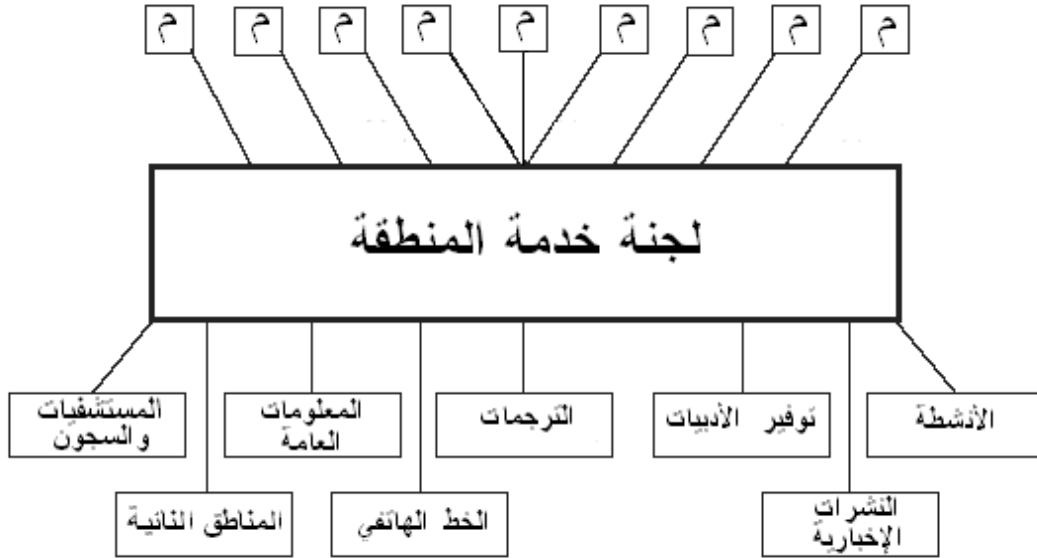 م م م م م م م م م
لجنة خدمة المنطقة
الأنشطة
توفير الأدبيات
الترجمات
المعلومات
العامة
المستشفيات
والسجون
النشرات
الإخبارية
الخط الهاتفي
المناطق النائية